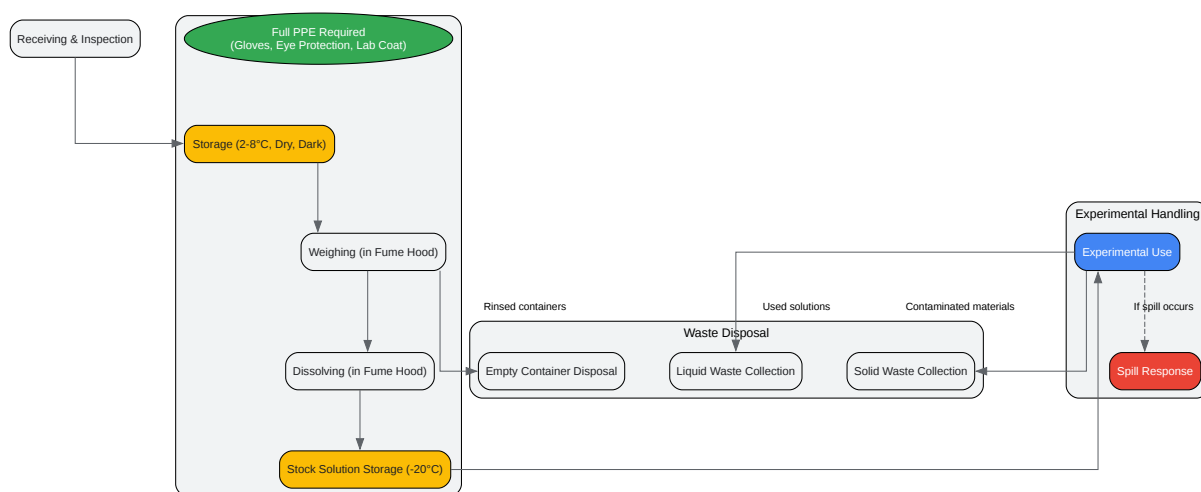 Receiving & Inspection
Full PPE Required
(Gloves, Eye Protection, Lab Coat)
Storage (2-8°C, Dry, Dark)
Weighing (in Fume Hood)
Dissolving (in Fume Hood)
Stock Solution Storage (-20°C)
Rinsed containers
Used solutions
Contaminated materials
Waste Disposal
Empty Container Disposal
Liquid Waste Collection
Solid Waste Collection
Experimental Handling
Experimental Use
If spill occurs
Spill Response